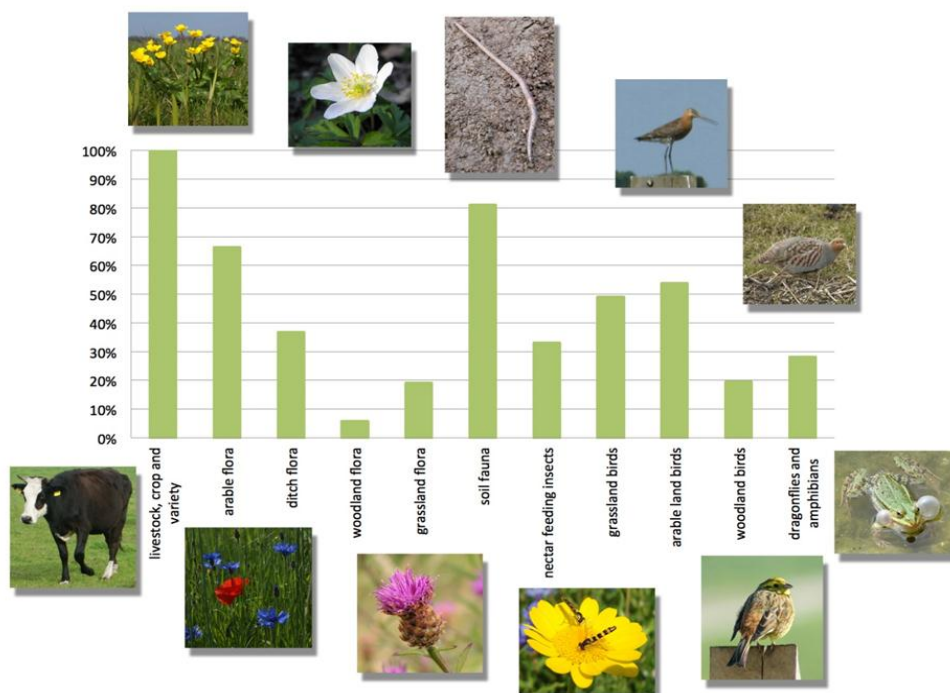 100%
90%
80%
70%
60%
50%
40%
30%
20%
10%
0%
livestock, crop and
variety
arable flora
ditch flora
woodland flora
grassland flora
soil fauna
nectar feeding insects
grassland birds
arable land birds
woodland birds
dragonflies and
amphibians